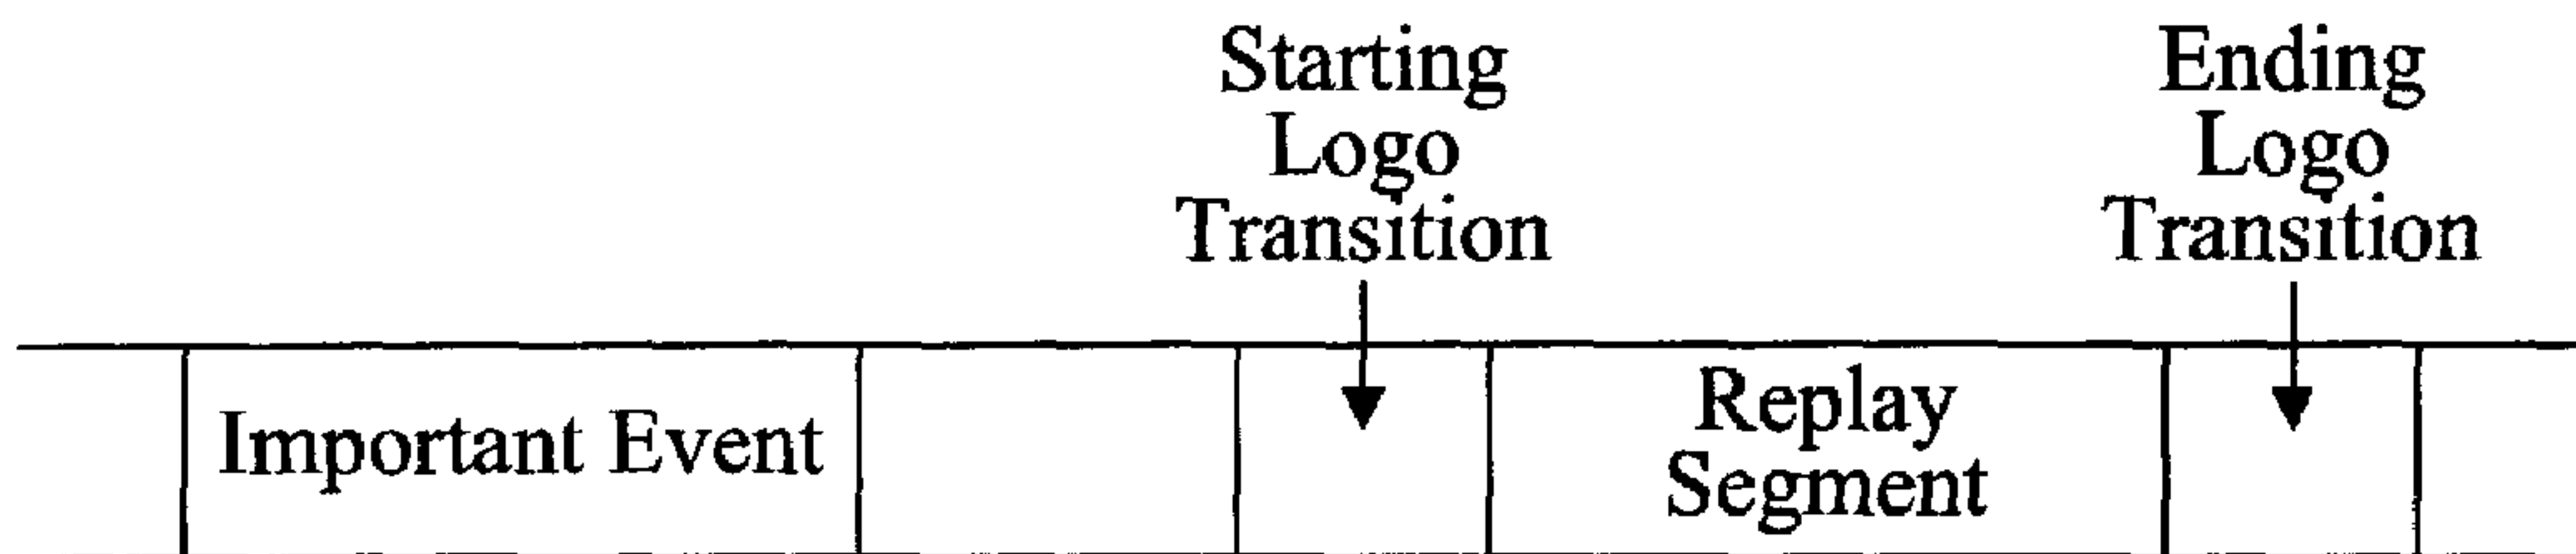 Starting
Logo
Transition
Ending
Logo
Transition
Important Event
Replay
Segment